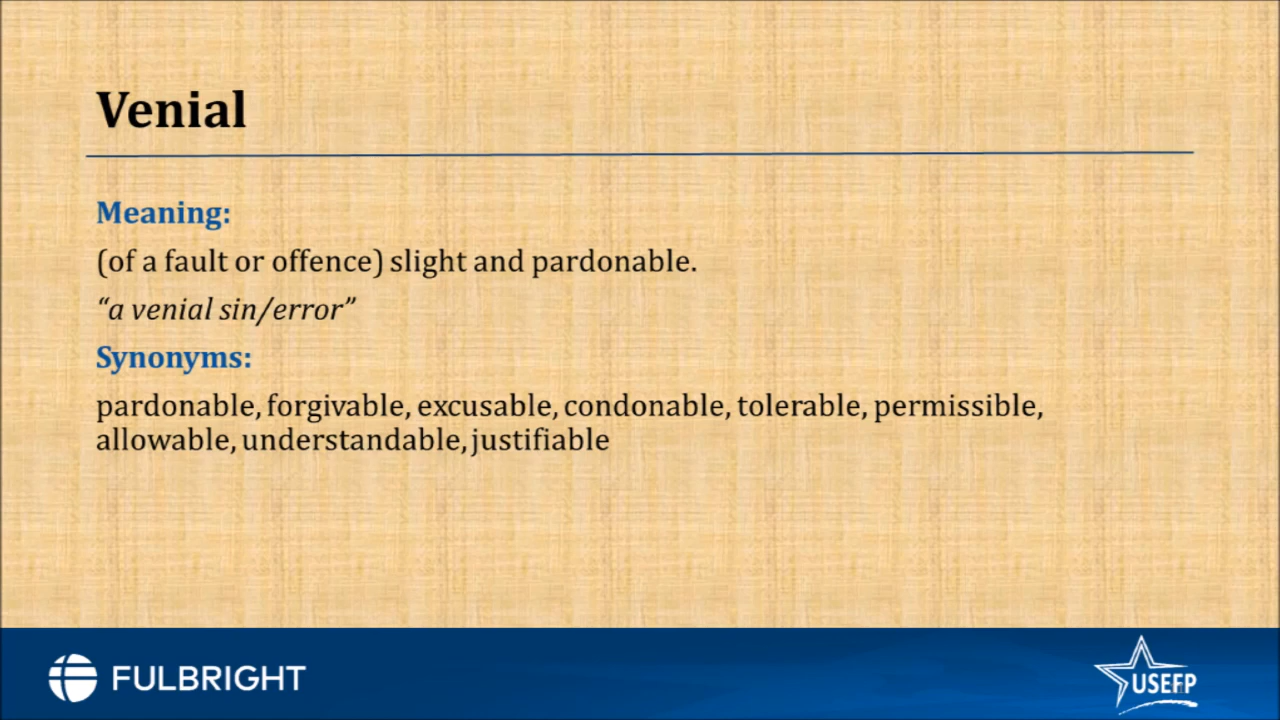 Venial
Meaning:
(of a fault or offence) slight and pardonable.
“a venial sin/error”
Synonyms:
pardonable, forgivable, excusable, condonable, tolerable, permissible,
allowable, understandable, justifiable
FULBRIGHT
USEFP